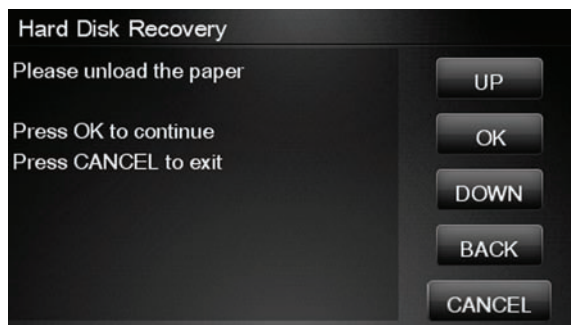 Hard Disk Recovery
Please unload the paper
Press OK to continue
Press CANCEL to exit
UP
OK
DOWN
BACK
CANCEL